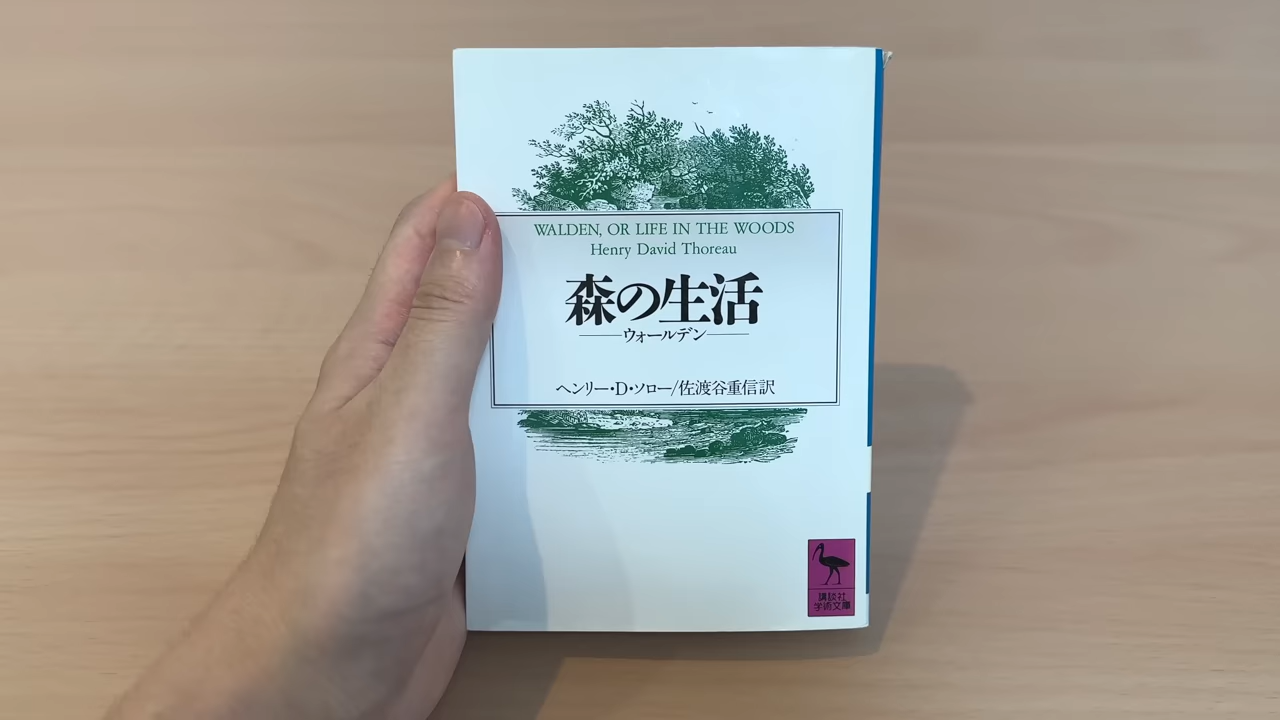 WALDEN, OR LIFE IN THE WOODS
Henry David Thoreau
森の生活
――ウォールデン――
ヘンリー・D・ソロー/佐渡谷重信訳
講談社
学術文庫